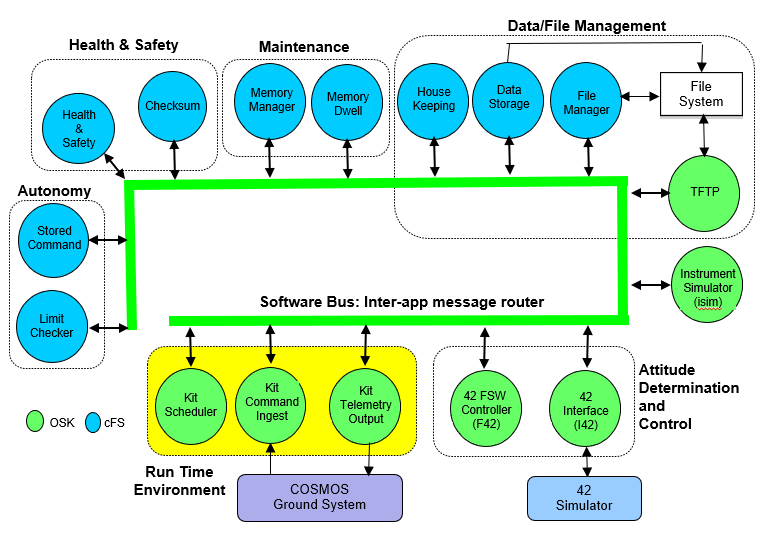 Health & Safety
Maintenance
Data/File Management
Health
&
Safety
Checksum
Memory
Manager
Memory
Dwell
House
Keeping
Data
Storage
File
Manager
File
System
TFTP
Autonomy
Stored
Command
Limit
Checker
Instrument
Simulator
(isim)
Software Bus: Inter-app message router
Kit
Scheduler
Kit
Command
Ingest
Kit
Telemetry
Output
42 FSW
Controller
(F42)
42
Interface
(I42)
Attitude
Determination
and
Control
OSK
cFS
Run Time
Environment
COSMOS
Ground System
42
Simulator